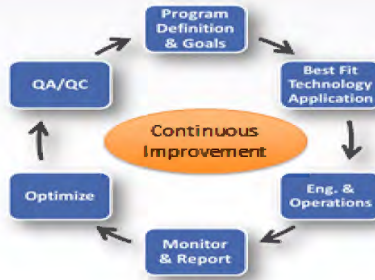 Program
Definition
& Goals
Best Fit
Technology
Application
Eng. &
Operations
Monitor
& Report
Optimize
QA/QC
Continuous
Improvement